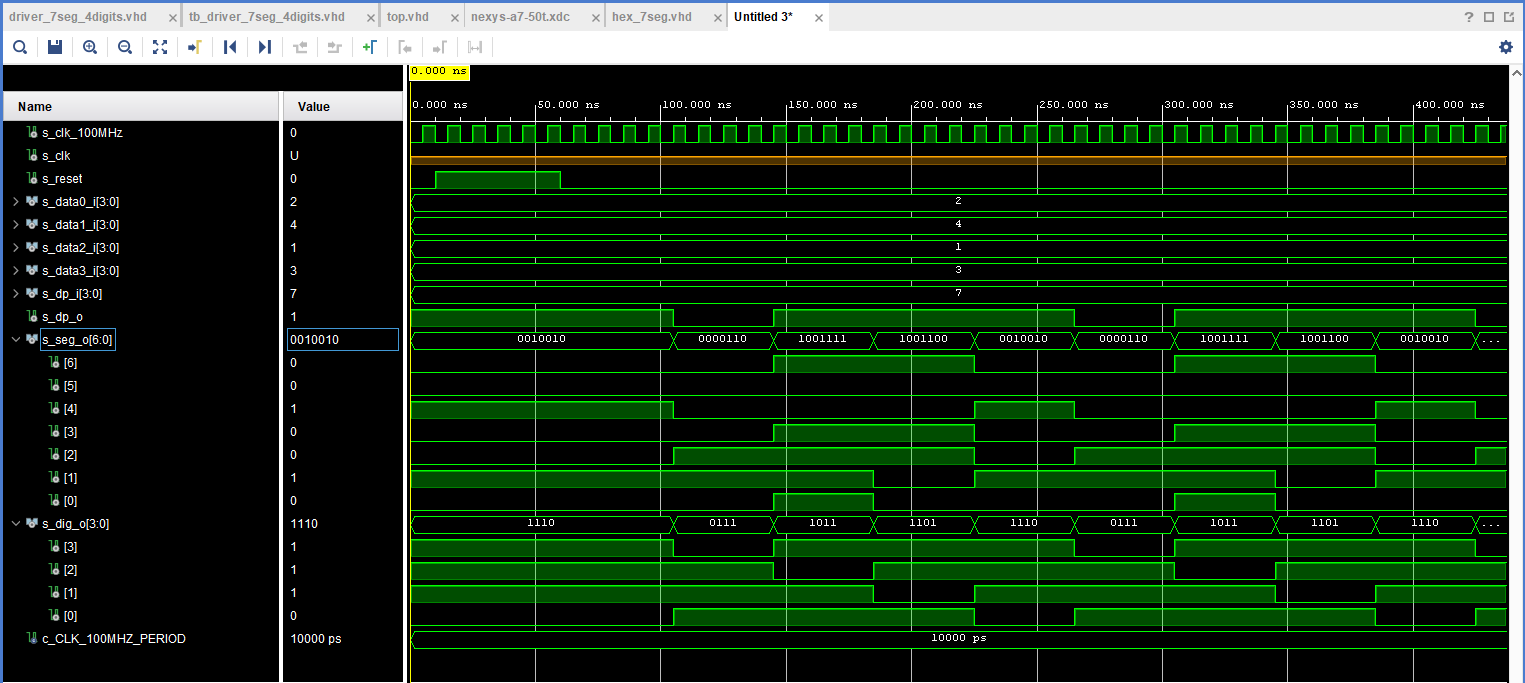 driver_7seg_4digits.vhd × tb_driver_7seg_4digits.vhd × top.vhd × nexys-a7-50t.xdc × hex_7seg.vhd × Untitled 3* × ?
0.000 ns
Name Value 0.000 ns 50.000 ns 100.000 ns 150.000 ns 200.000 ns 250.000 ns 300.000 ns 350.000 ns 400.000 ns
s_clk_100MHz 0
s_clk U
s_reset 0
s_data0_i[3:0] 2 2
s_data1_i[3:0] 4 4
s_data2_i[3:0] 1 1
s_data3_i[3:0] 3 3
s_dp_i[3:0] 7 7
s_dp_o 1
s_seg_o[6:0] 0010010 0010010 0000110 1001111 1001100 0010010 0000110 1001111 1001100 0010010 ...
[6] 0
[5] 0
[4] 1
[3] 0
[2] 0
[1] 1
[0] 0
s_dig_o[3:0] 1110 1110 0111 1011 1101 1110 0111 1011 1101 1110 ...
[3] 1
[2] 1
[1] 1
[0] 0
c_CLK_100MHZ_PERIOD 10000 ps 10000 ps